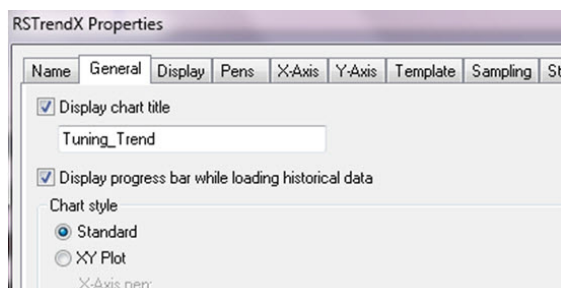 RSTrendX Properties
Name General Display Pens X-Axis Y-Axis Template Sampling St
Display chart title
Tuning_Trend
Display progress bar while loading historical data
Chart style
Standard
XY Plot
X-Axis pen: